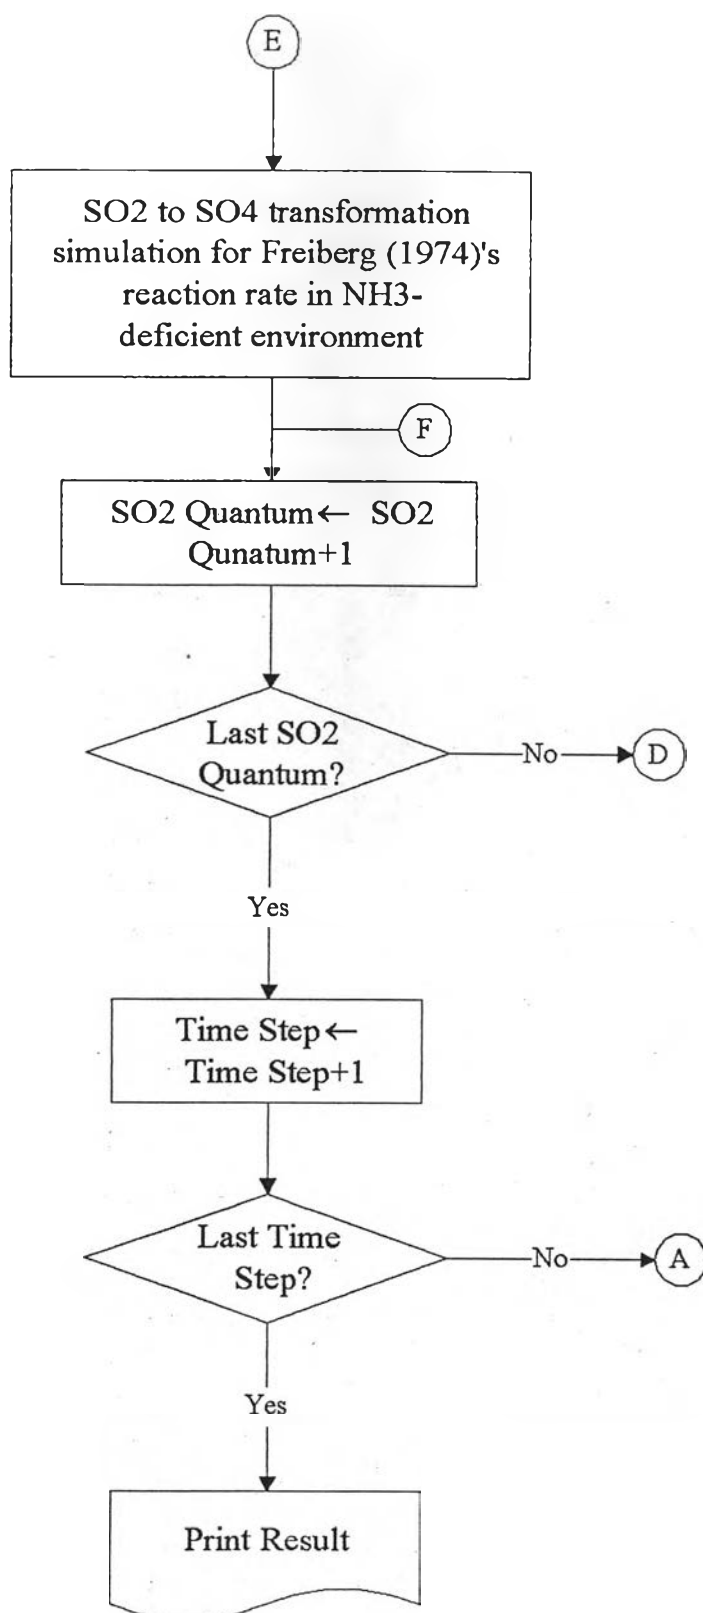 E
SO2 to SO4 transformation
simulation for Freiberg (1974)'s
reaction rate in NH3-
deficient environment
F
SO2 Quantum← SO2
Qunatum+1
Last SO2
Quantum?
No
D
Yes
Time Step←
Time Step+1
Last Time
Step?
No
A
Yes
Print Result